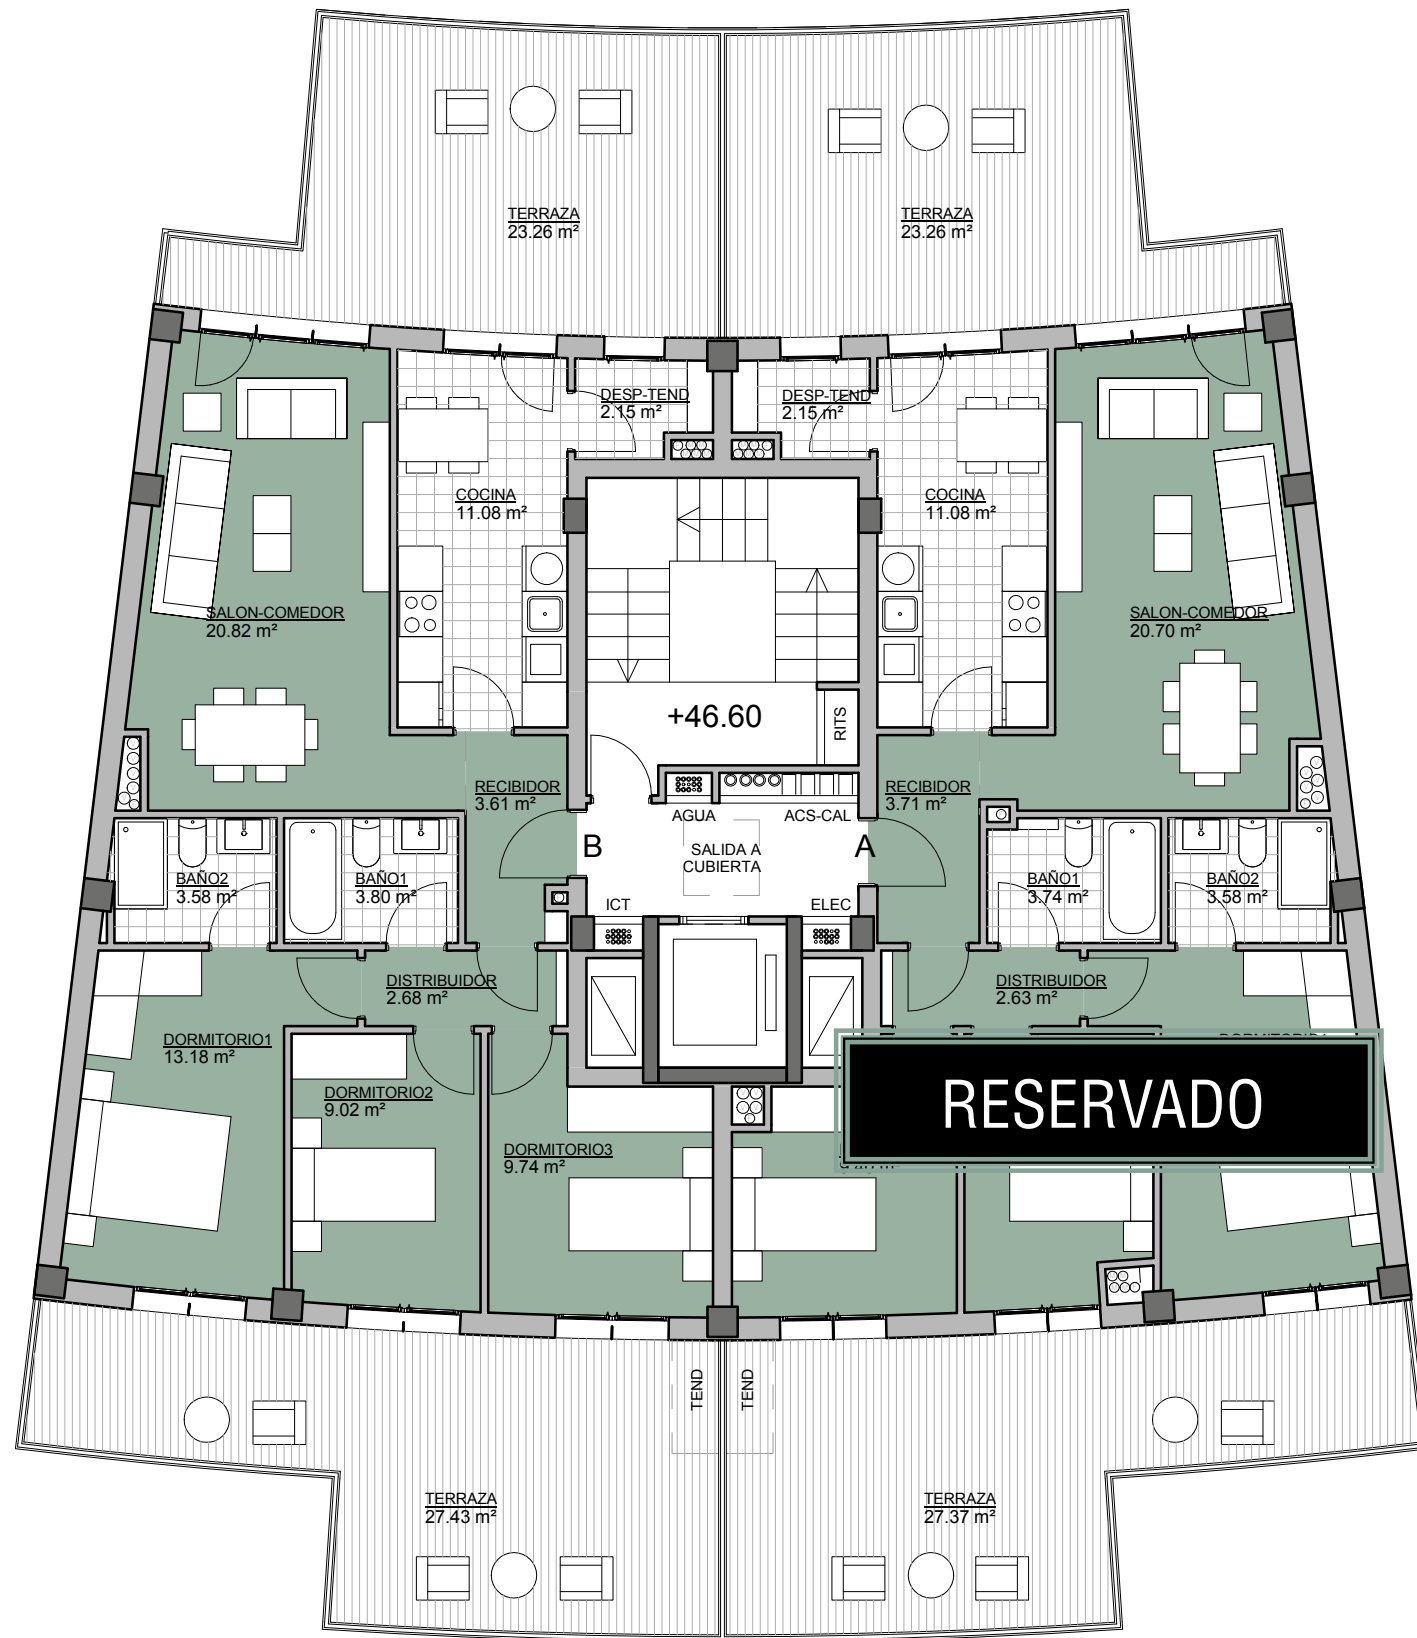 TERRAZA
23.26 m²
TERRAZA
23.26 m²
DESP-TEND
2.15 m²
DESP-TEND
2.15 m²
COCINA
11.08 m²
COCINA
11.08 m²
SALON-COMEDOR
20.82 m²
SALON-COMEDOR
20.70 m²
+46.60
RITS
RECIBIDOR
3.61 m²
RECIBIDOR
3.71 m²
AGUA
ACS-CAL
B
SALIDA A
CUBIERTA
A
BAÑO2
3.58 m²
BAÑO1
3.80 m²
BAÑO1
3.74 m²
BAÑO2
3.58 m²
ICT
ELEC
DISTRIBUIDOR
2.68 m²
DISTRIBUIDOR
2.63 m²
DORMITORIO1
13.18 m²
DORMITORIO2
9.02 m²
RESERVADO
DORMITORIO3
9.74 m²
TEND
TEND
TERRAZA
27.43 m²
TERRAZA
27.37 m²